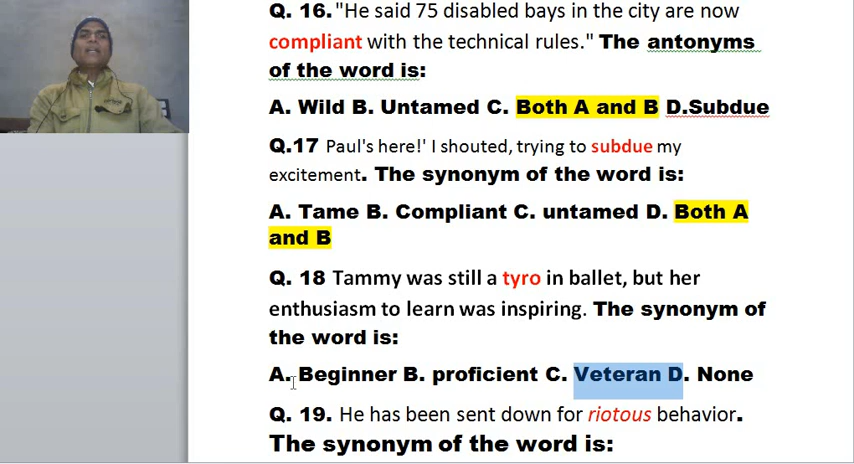 Q. 16."He said 75 disabled bays in the city are now
compliant with the technical rules." The antonyms
of the word is:
A. Wild B. Untamed C. Both A and B D.Subdue
Q.17 Paul's here!' I shouted, trying to subdue my
excitement. The synonym of the word is:
A. Tame B. Compliant C. untamed D. Both A
and B
Q. 18 Tammy was still a tyro in ballet, but her
enthusiasm to learn was inspiring. The synonym of
the word is:
A. Beginner B. proficient C. Veteran D. None
Q. 19. He has been sent down for riotous behavior.
The synonym of the word is: